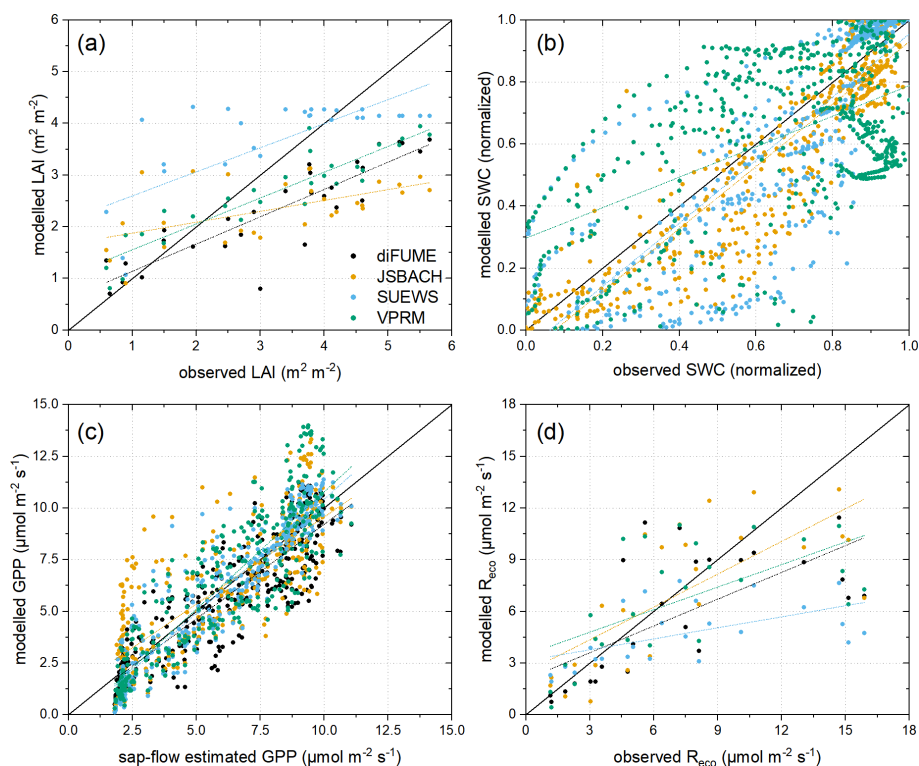 (a)
6
5
4
3
2
1
0
modelled LAI (m² m⁻²)
0 1 2 3 4 5 6
observed LAI (m² m⁻²)
diFUME
JSBACH
SUEWS
VPRM
(b)
1.0
0.8
0.6
0.4
0.2
0.0
modelled SWC (normalized)
0.0 0.2 0.4 0.6 0.8 1.0
observed SWC (normalized)
(c)
15.0
12.5
10.0
7.5
5.0
2.5
0.0
modelled GPP (µmol m⁻² s⁻¹)
0.0 2.5 5.0 7.5 10.0 12.5 15.0
sap-flow estimated GPP (µmol m⁻² s⁻¹)
(d)
18
15
12
9
6
3
0
modelled R_eco (µmol m⁻² s⁻¹)
0 3 6 9 12 15 18
observed R_eco (µmol m⁻² s⁻¹)